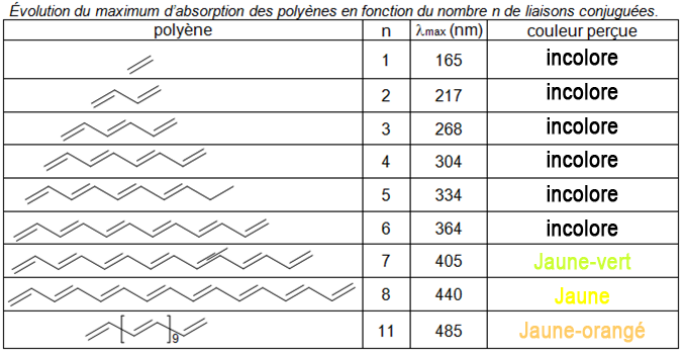 Évolution du maximum d'absorption des polyènes en fonction du nombre n de liaisons conjuguées.
polyène n λmax (nm) couleur perçue
1 165 incolore
2 217 incolore
3 268 incolore
4 304 incolore
5 334 incolore
6 364 incolore
7 405 Jaune-vert
8 440 Jaune
9 11 485 Jaune-orangé